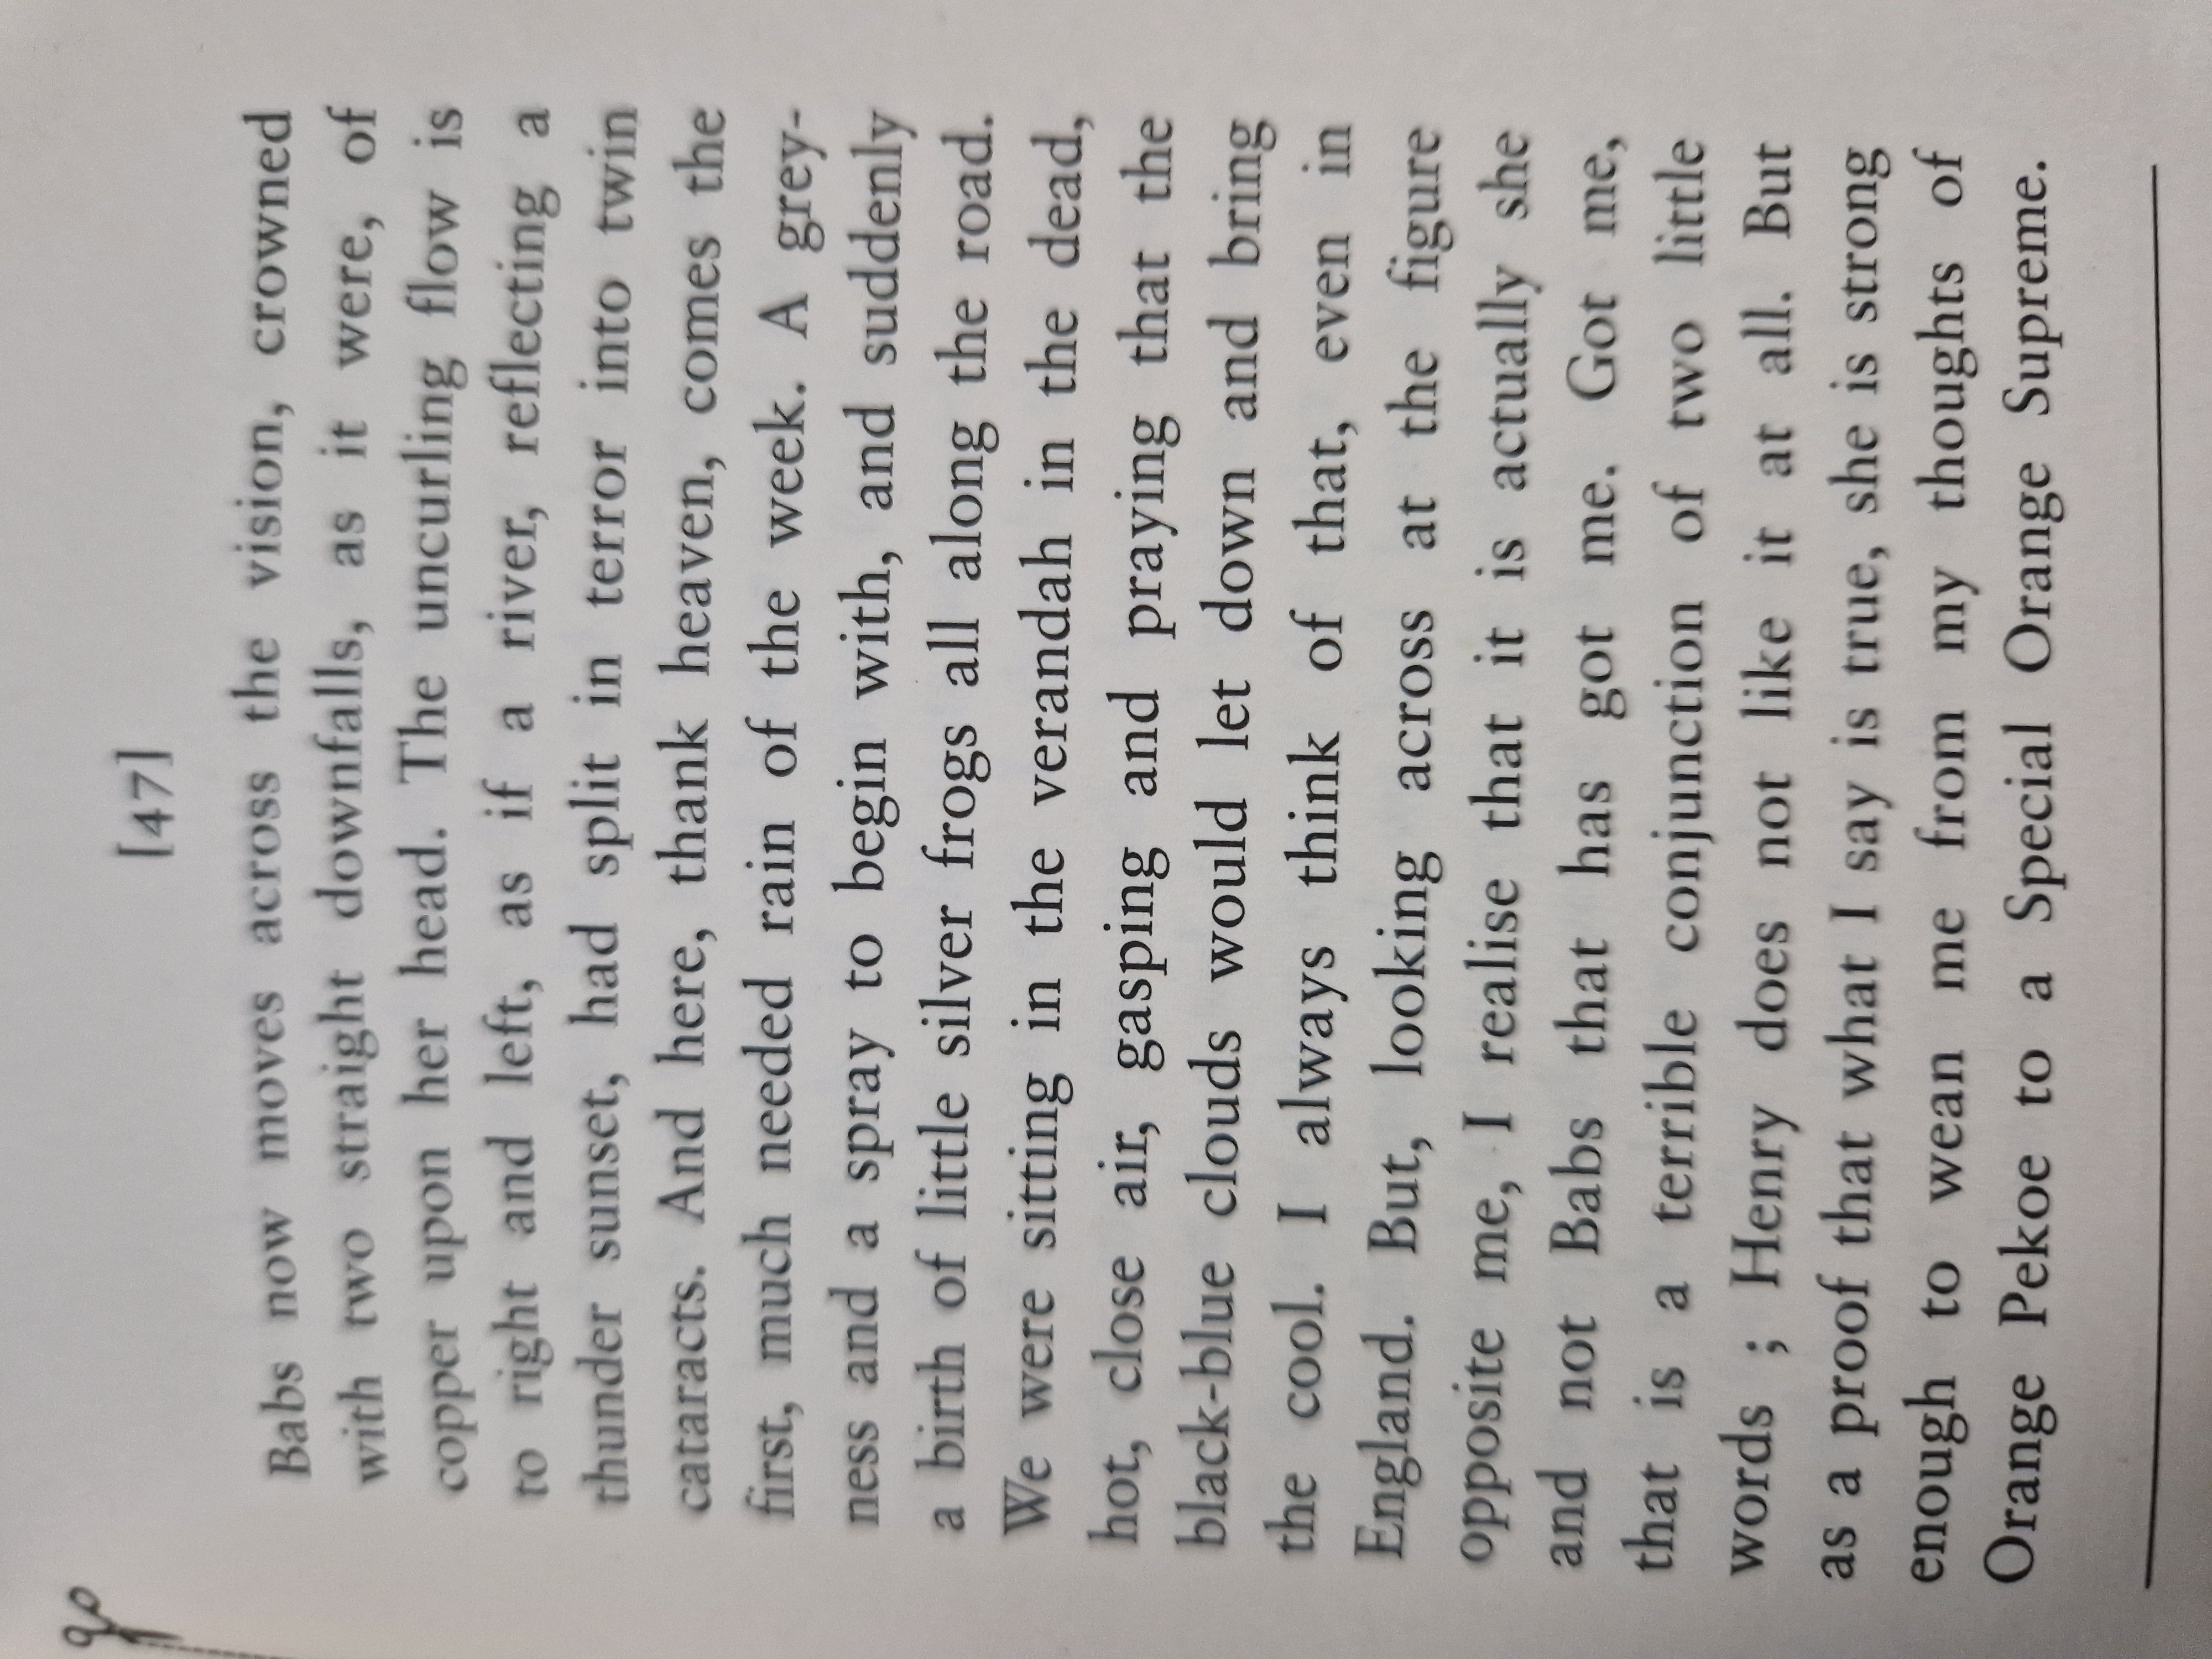 [47]
Babs now moves across the vision, crowned
with two straight downfalls, as it were, of
copper upon her head. The uncurling flow is
to right and left, as if a river, reflecting a
thunder sunset, had split in terror into twin
cataracts. And here, thank heaven, comes the
first, much needed rain of the week. A grey-
ness and a spray to begin with, and suddenly
a birth of little silver frogs all along the road.
We were sitting in the verandah in the dead,
hot, close air, gasping and praying that the
black-blue clouds would let down and bring
the cool. I always think of that, even in
England. But, looking across at the figure
opposite me, I realise that it is actually she
and not Babs that has got me. Got me,
that is a terrible conjunction of two little
words ; Henry does not like it at all. But
as a proof that what I say is true, she is strong
enough to wean me from my thoughts of
Orange Pekoe to a Special Orange Supreme.